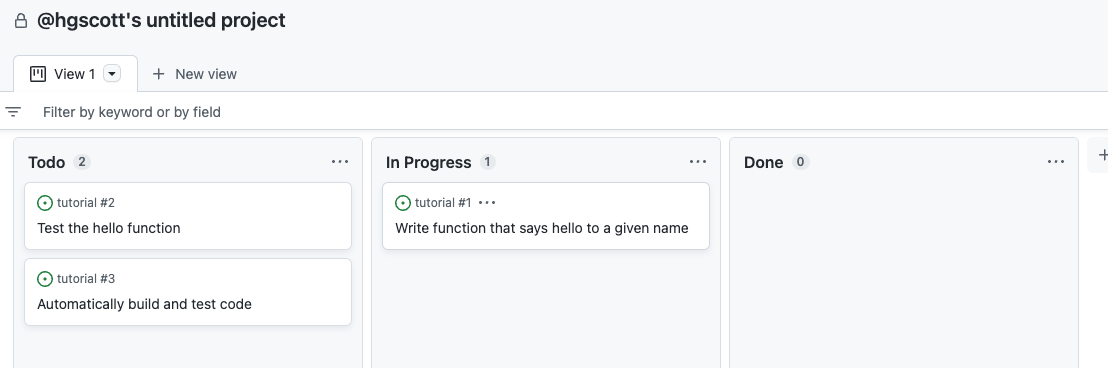 @hgscott's untitled project
View 1
New view
Filter by keyword or by field
Todo 2
tutorial #2
Test the hello function
tutorial #3
Automatically build and test code
In Progress 1
tutorial #1
Write function that says hello to a given name
Done 0